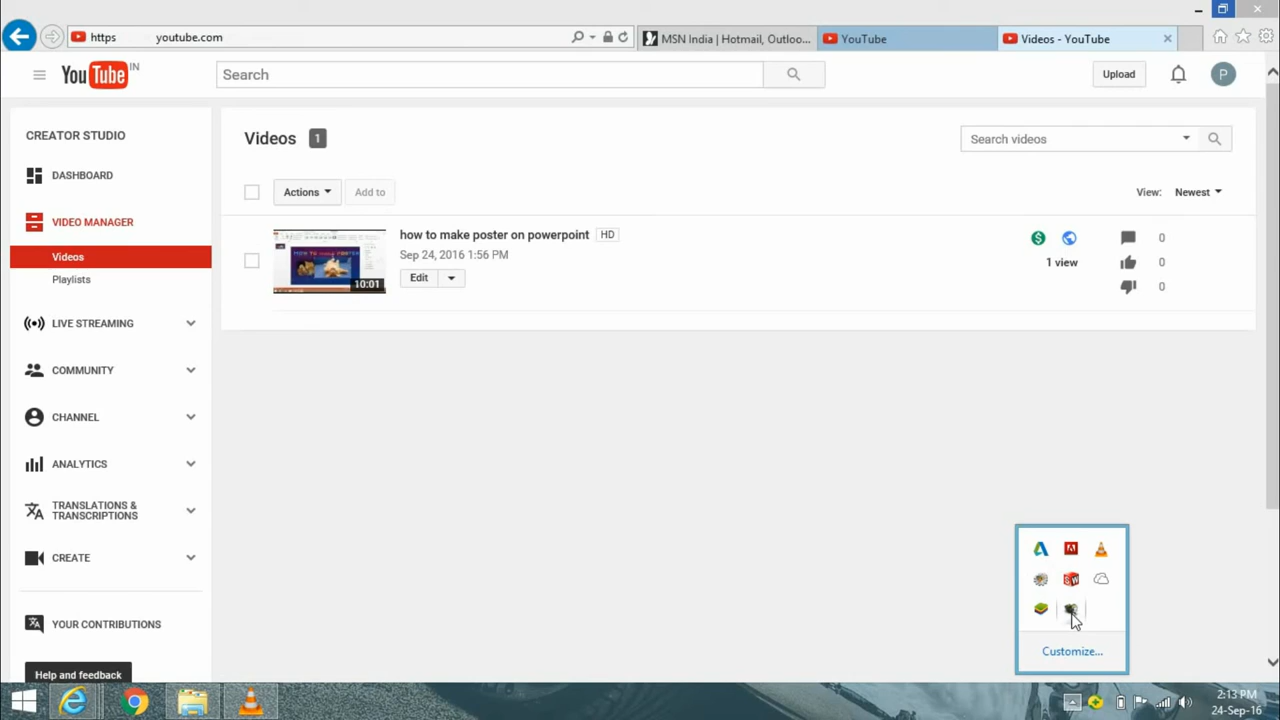 https youtube.com
MSN India | Hotmail, Outloo...
YouTube
Videos - YouTube
YouTube IN
Search
Upload
P
CREATOR STUDIO
DASHBOARD
VIDEO MANAGER
Videos
Playlists
LIVE STREAMING
COMMUNITY
CHANNEL
ANALYTICS
TRANSLATIONS &
TRANSCRIPTIONS
CREATE
YOUR CONTRIBUTIONS
Help and feedback
Videos 1
Search videos
Actions
Add to
View: Newest
how to make poster on powerpoint HD
Sep 24, 2016 1:56 PM
Edit
10:01
1 view
0
0
0
Customize...
2:13 PM
24-Sep-16